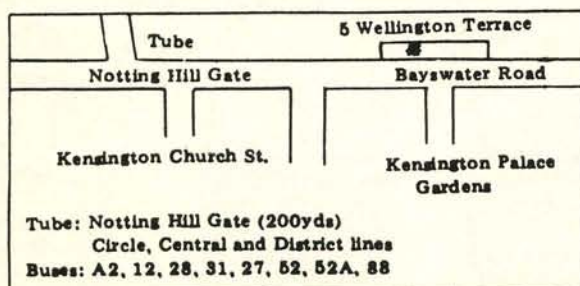 5 Wellington Terrace
Tube
Notting Hill Gate
Bayswater Road
Kensington Church St.
Kensington Palace
Gardens
Tube: Notting Hill Gate (200yds)
Circle, Central and District lines
Buses: A2, 12, 28, 31, 27, 52, 52A, 88